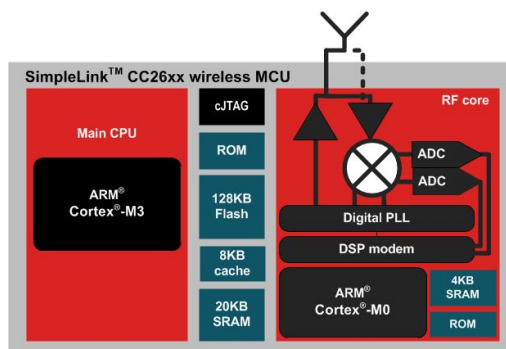 SimpleLink™ CC26xx wireless MCU
Main CPU
ARM®
Cortex®-M3
cJTAG
ROM
128KB
Flash
8KB
cache
20KB
SRAM
RF core
ADC
ADC
Digital PLL
DSP modem
ARM®
Cortex®-M0
4KB
SRAM
ROM